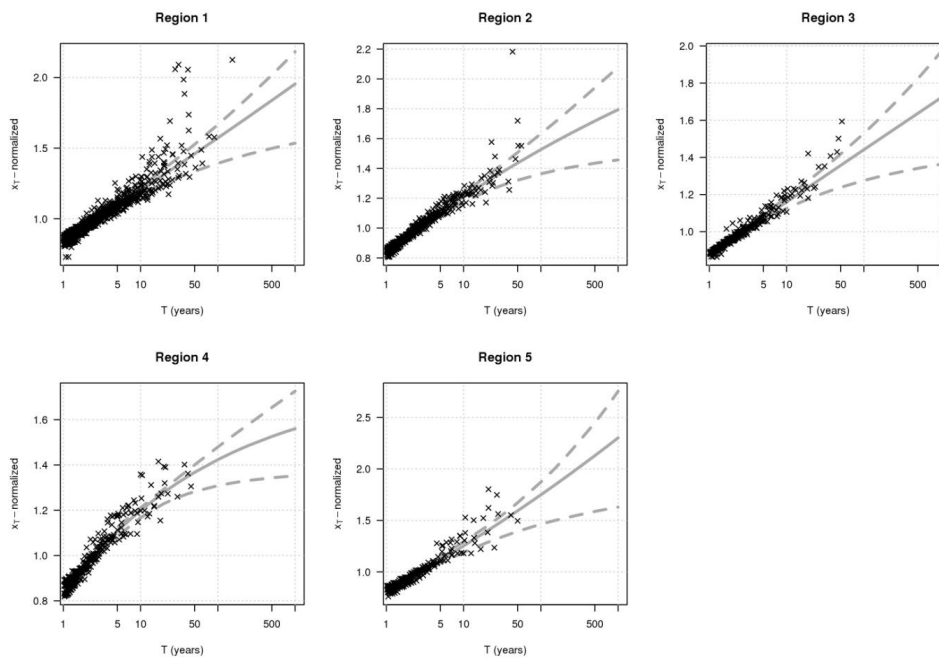 Region 1
2.0
1.5
1.0
x_T – normalized
1 5 10 50 500
T (years)
Region 2
2.2
2.0
1.8
1.6
1.4
1.2
1.0
0.8
x_T – normalized
1 5 10 50 500
T (years)
Region 3
2.0
1.8
1.6
1.4
1.2
1.0
x_T – normalized
1 5 10 50 500
T (years)
Region 4
1.6
1.4
1.2
1.0
0.8
x_T – normalized
1 5 10 50 500
T (years)
Region 5
2.5
2.0
1.5
1.0
x_T – normalized
1 5 10 50 500
T (years)